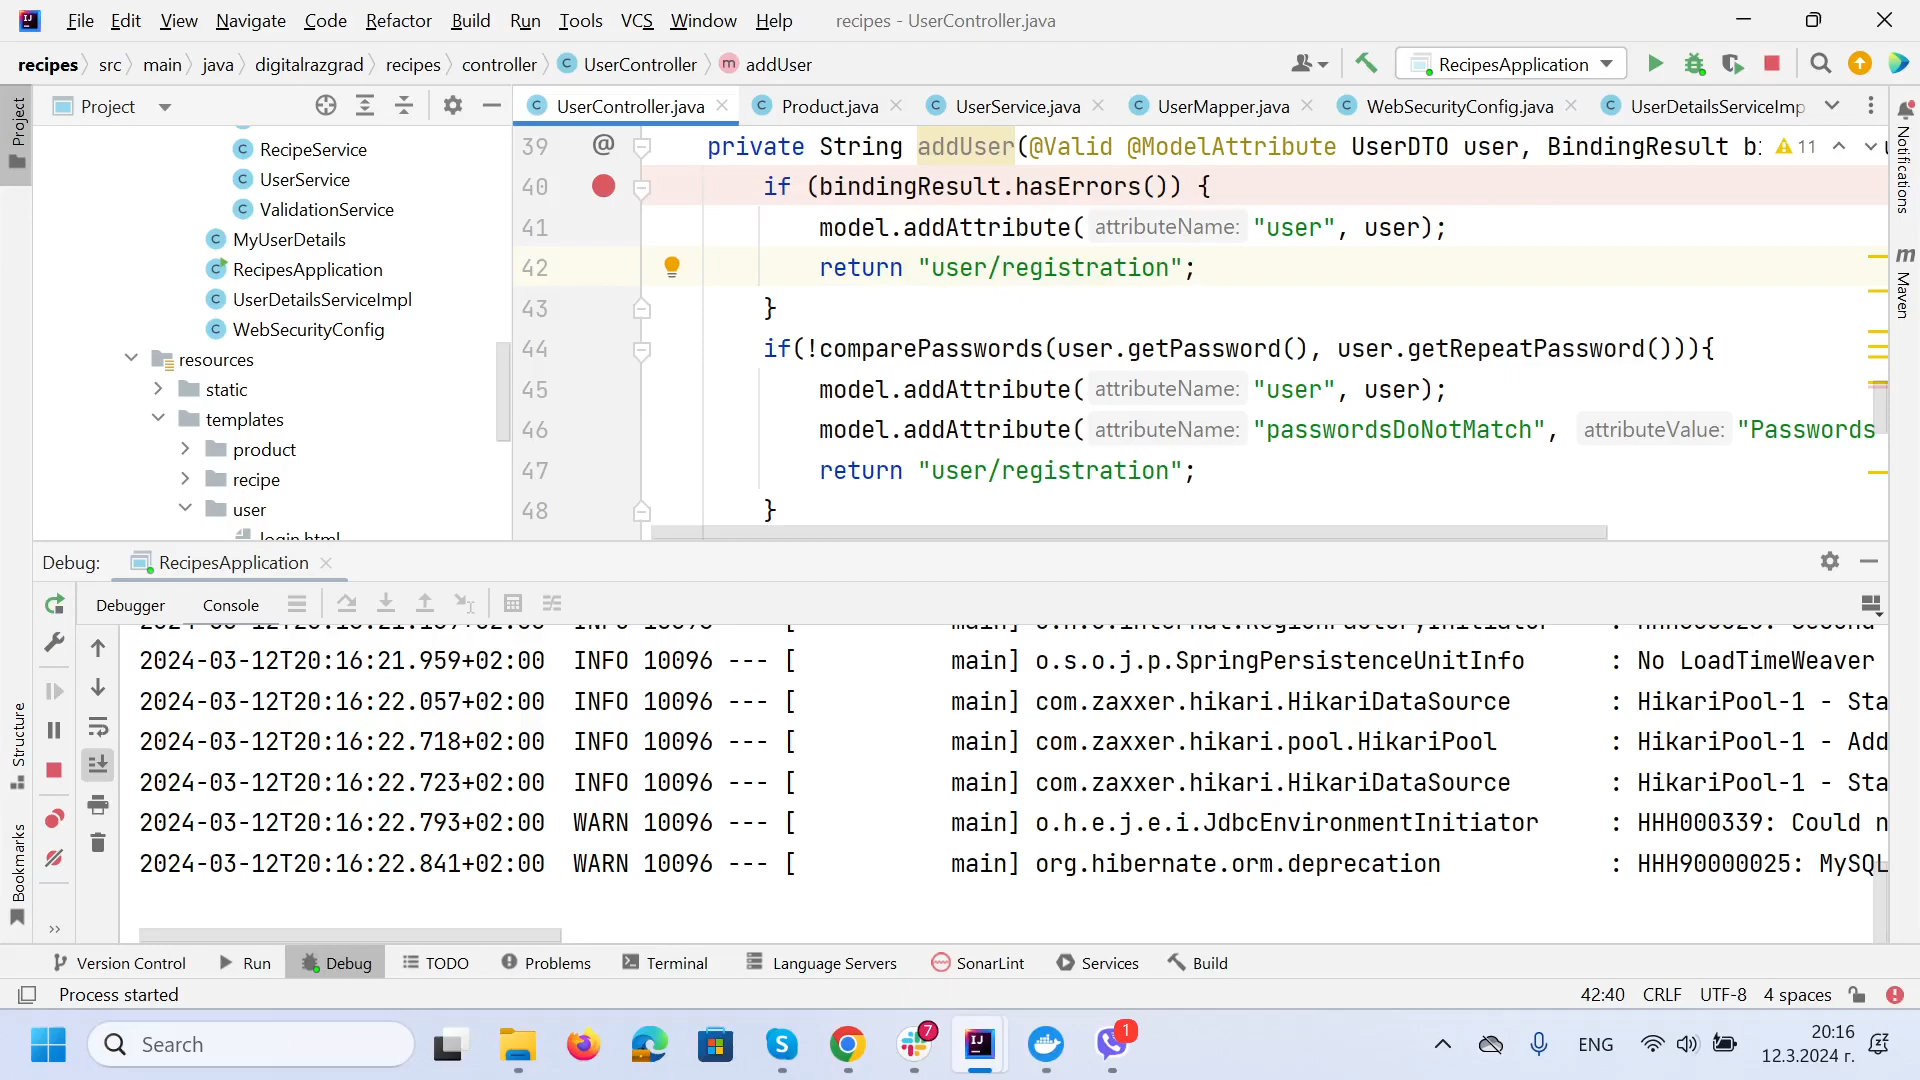 File Edit View Navigate Code Refactor Build Run Tools VCS Window Help recipes - UserController.java
recipes src main java digitalrazgrad recipes controller UserController addUser RecipesApplication
Project
Project
UserController.java Product.java UserService.java UserMapper.java WebSecurityConfig.java UserDetailsServiceImp
RecipeService
UserService
ValidationService
MyUserDetails
RecipesApplication
UserDetailsServiceImpl
WebSecurityConfig
resources
static
templates
product
recipe
user
login.html
39 private String addUser(@Valid @ModelAttribute UserDTO user, BindingResult b 11
40 if (bindingResult.hasErrors()) {
41 model.addAttribute( attributeName: "user", user);
42 return "user/registration";
43 }
44 if(!comparePasswords(user.getPassword(), user.getRepeatPassword())){
45 model.addAttribute( attributeName: "user", user);
46 model.addAttribute( attributeName: "passwordsDoNotMatch", attributeValue: "Passwords
47 return "user/registration";
48 }
Notifications
Maven
Structure
Bookmarks
Debug: RecipesApplication
Debugger Console
2024-03-12T20:16:21.959+02:00 INFO 10096 --- [ main] o.s.o.j.p.SpringPersistenceUnitInfo : No LoadTimeWeaver
2024-03-12T20:16:22.057+02:00 INFO 10096 --- [ main] com.zaxxer.hikari.HikariDataSource : HikariPool-1 - Sta
2024-03-12T20:16:22.718+02:00 INFO 10096 --- [ main] com.zaxxer.hikari.pool.HikariPool : HikariPool-1 - Add
2024-03-12T20:16:22.723+02:00 INFO 10096 --- [ main] com.zaxxer.hikari.HikariDataSource : HikariPool-1 - Sta
2024-03-12T20:16:22.793+02:00 WARN 10096 --- [ main] o.h.e.j.e.i.JdbcEnvironmentInitiator : HHH000339: Could n
2024-03-12T20:16:22.841+02:00 WARN 10096 --- [ main] org.hibernate.orm.deprecation : HHH90000025: MySQL
Version Control Run Debug TODO Problems Terminal Language Servers SonarLint Services Build
Process started 42:40 CRLF UTF-8 4 spaces
Search 7 1 ENG 20:16
12.3.2024 г.